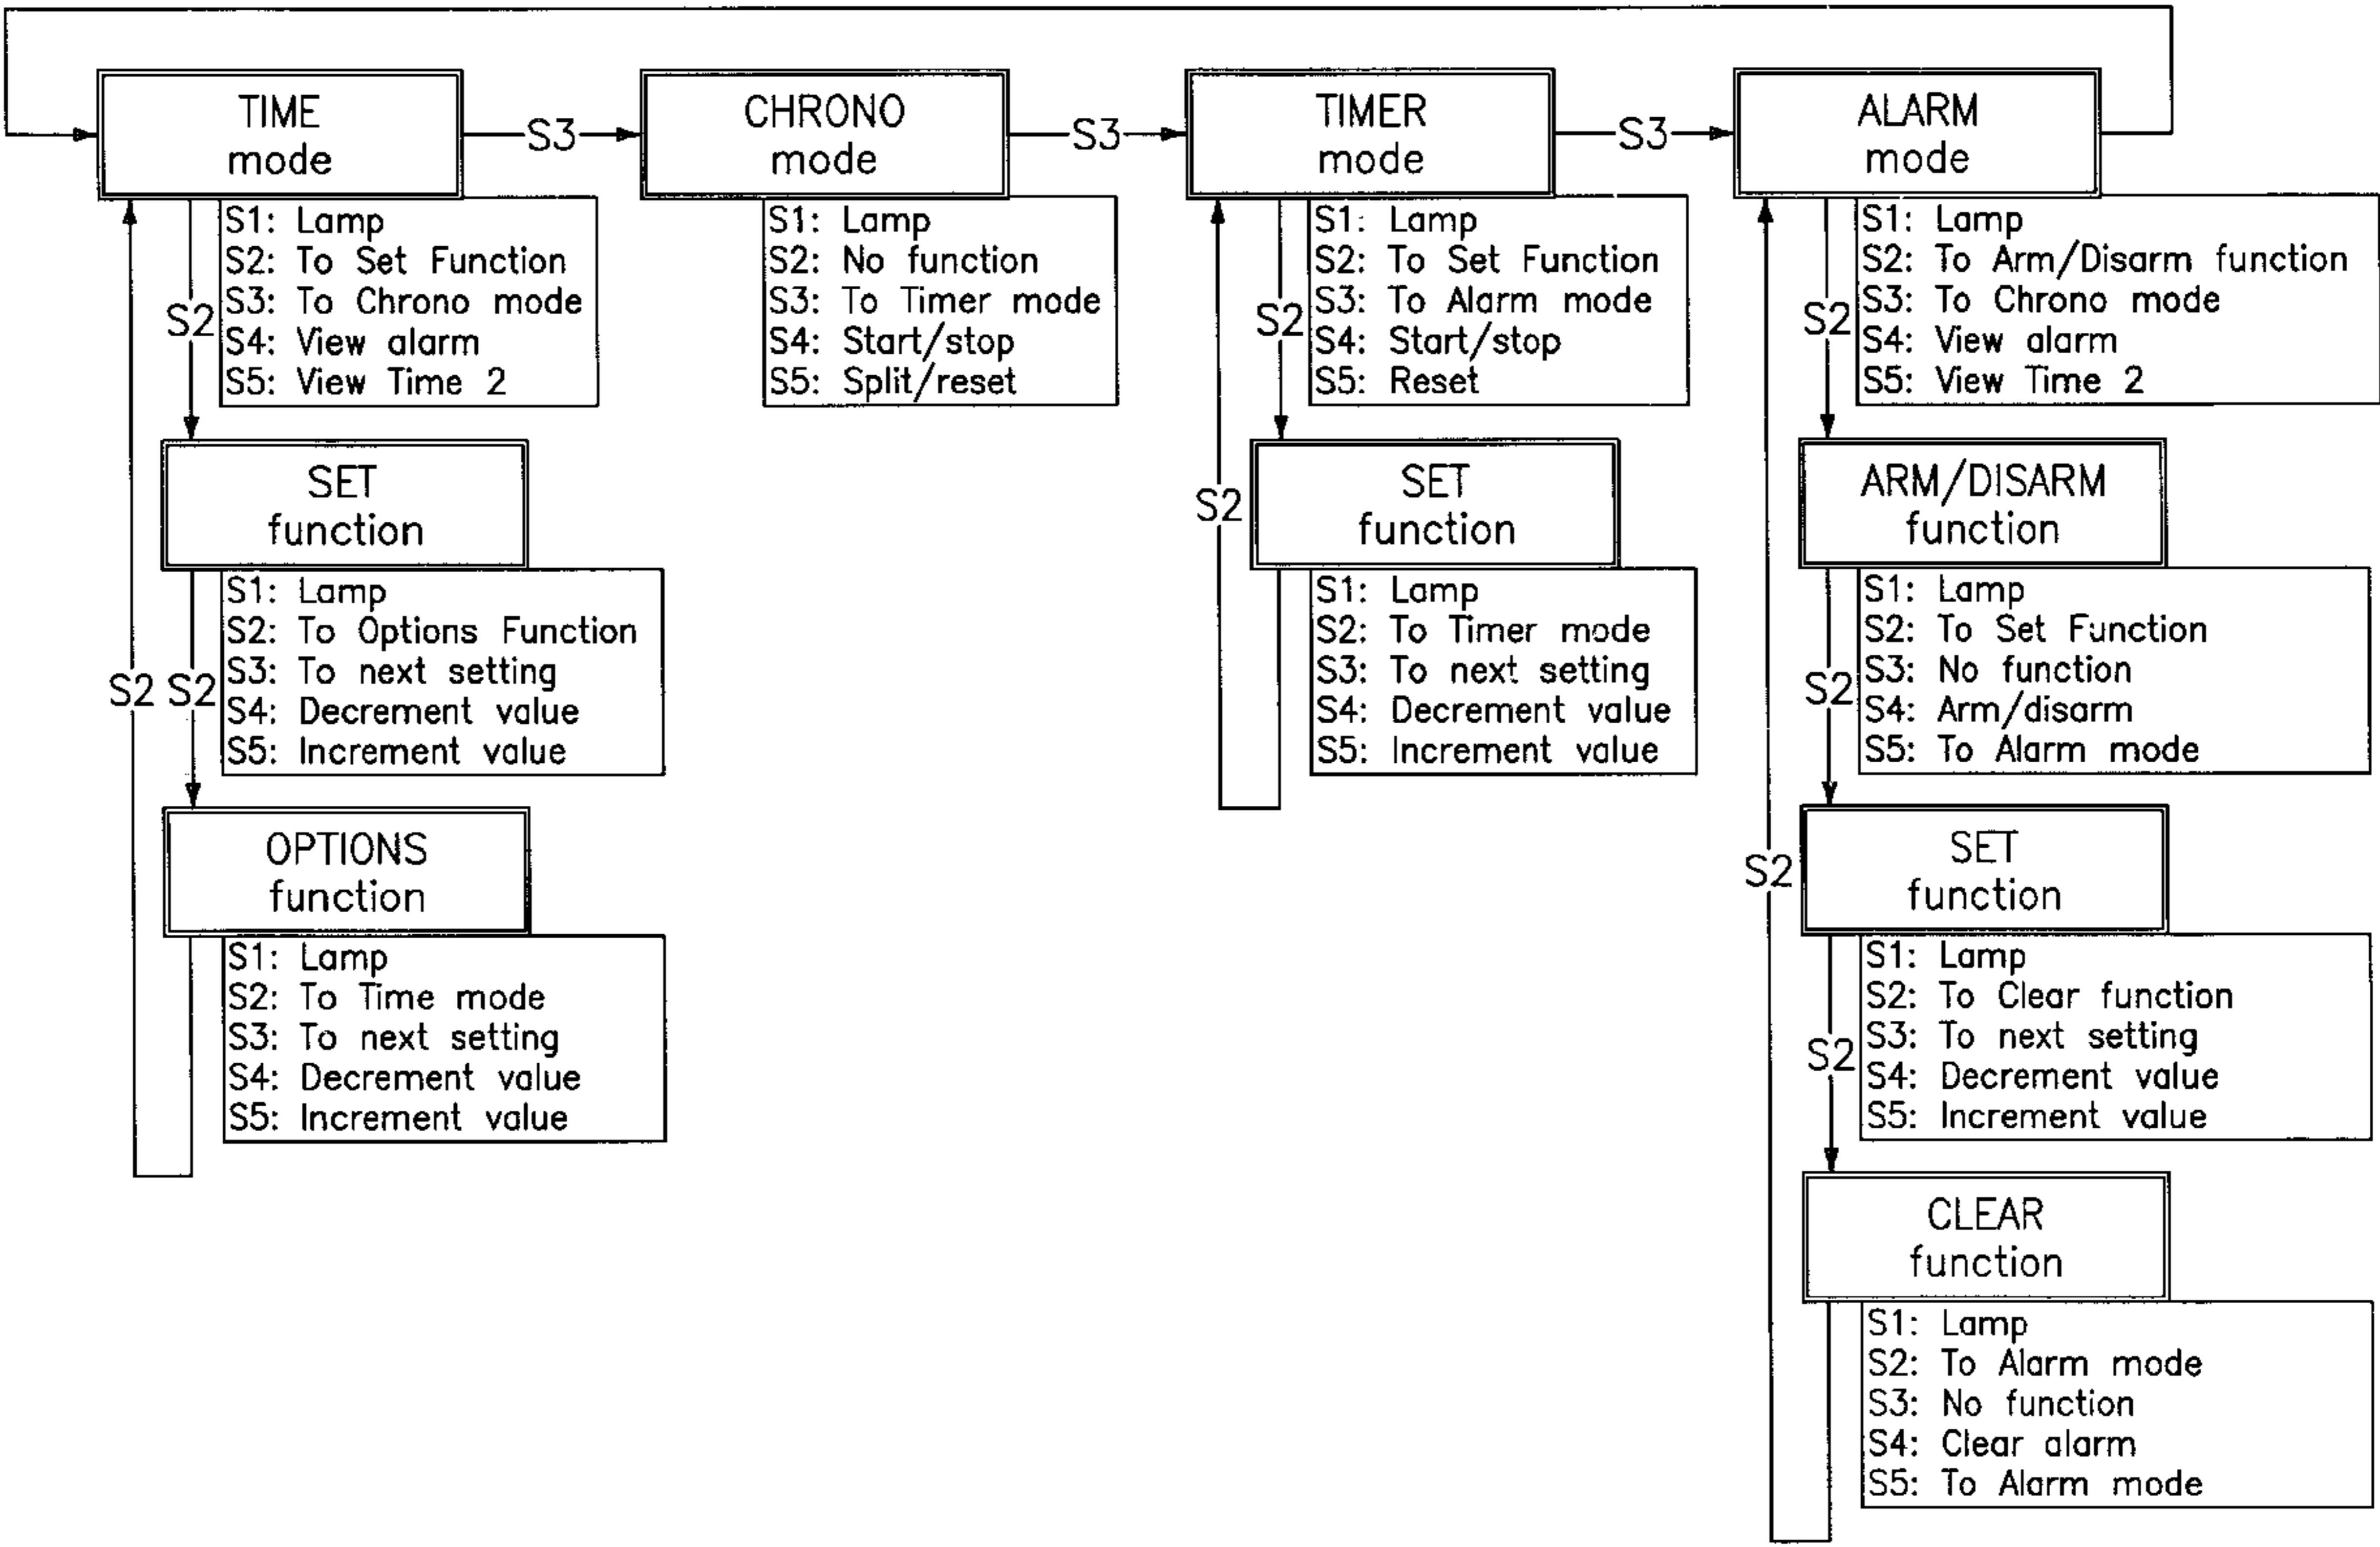 TIME
mode
S3
CHRONO
mode
S3
TIMER
mode
S3
ALARM
mode
S1: Lamp
S2: To Set Function
S3: To Chrono mode
S4: View alarm
S5: View Time 2
S2
S1: Lamp
S2: No function
S3: To Timer mode
S4: Start/stop
S5: Split/reset
S1: Lamp
S2: To Set Function
S3: To Alarm mode
S4: Start/stop
S5: Reset
S2
S1: Lamp
S2: To Arm/Disarm function
S3: To Chrono mode
S4: View alarm
S5: View Time 2
S2
SET
function
S1: Lamp
S2: To Options Function
S3: To next setting
S4: Decrement value
S5: Increment value
S2
S2
OPTIONS
function
S1: Lamp
S2: To Time mode
S3: To next setting
S4: Decrement value
S5: Increment value
S2
SET
function
S1: Lamp
S2: To Timer mode
S3: To next setting
S4: Decrement value
S5: Increment value
ARM/DISARM
function
S1: Lamp
S2: To Set Function
S3: No function
S4: Arm/disarm
S5: To Alarm mode
S2
S2
SET
function
S1: Lamp
S2: To Clear function
S3: To next setting
S4: Decrement value
S5: Increment value
S2
CLEAR
function
S1: Lamp
S2: To Alarm mode
S3: No function
S4: Clear alarm
S5: To Alarm mode